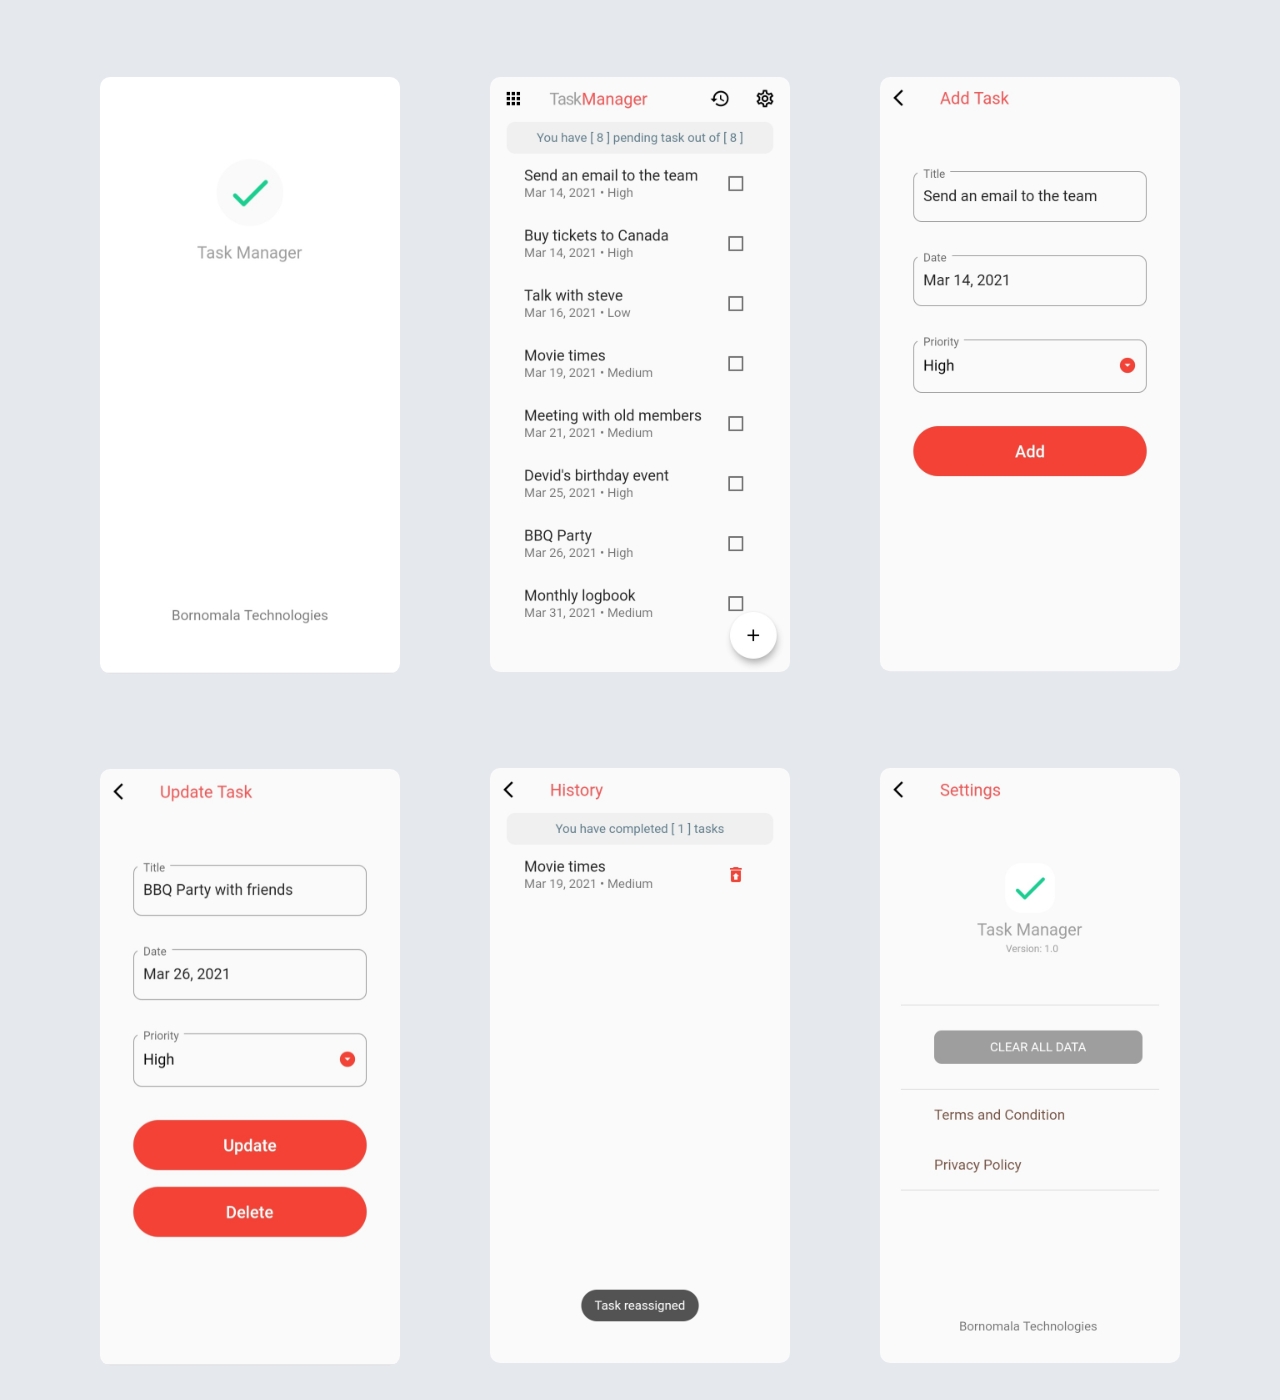 Task Manager
Bornomala Technologies
TaskManager
You have [ 8 ] pending task out of [ 8 ]
Send an email to the team
Mar 14, 2021 • High
Buy tickets to Canada
Mar 14, 2021 • High
Talk with steve
Mar 16, 2021 • Low
Movie times
Mar 19, 2021 • Medium
Meeting with old members
Mar 21, 2021 • Medium
Devid's birthday event
Mar 25, 2021 • High
BBQ Party
Mar 26, 2021 • High
Monthly logbook
Mar 31, 2021 • Medium
+
Add Task
Title
Send an email to the team
Date
Mar 14, 2021
Priority
High
Add
Update Task
Title
BBQ Party with friends
Date
Mar 26, 2021
Priority
High
Update
Delete
History
You have completed [ 1 ] tasks
Movie times
Mar 19, 2021 • Medium
Task reassigned
Settings
Task Manager
Version: 1.0
CLEAR ALL DATA
Terms and Condition
Privacy Policy
Bornomala Technologies